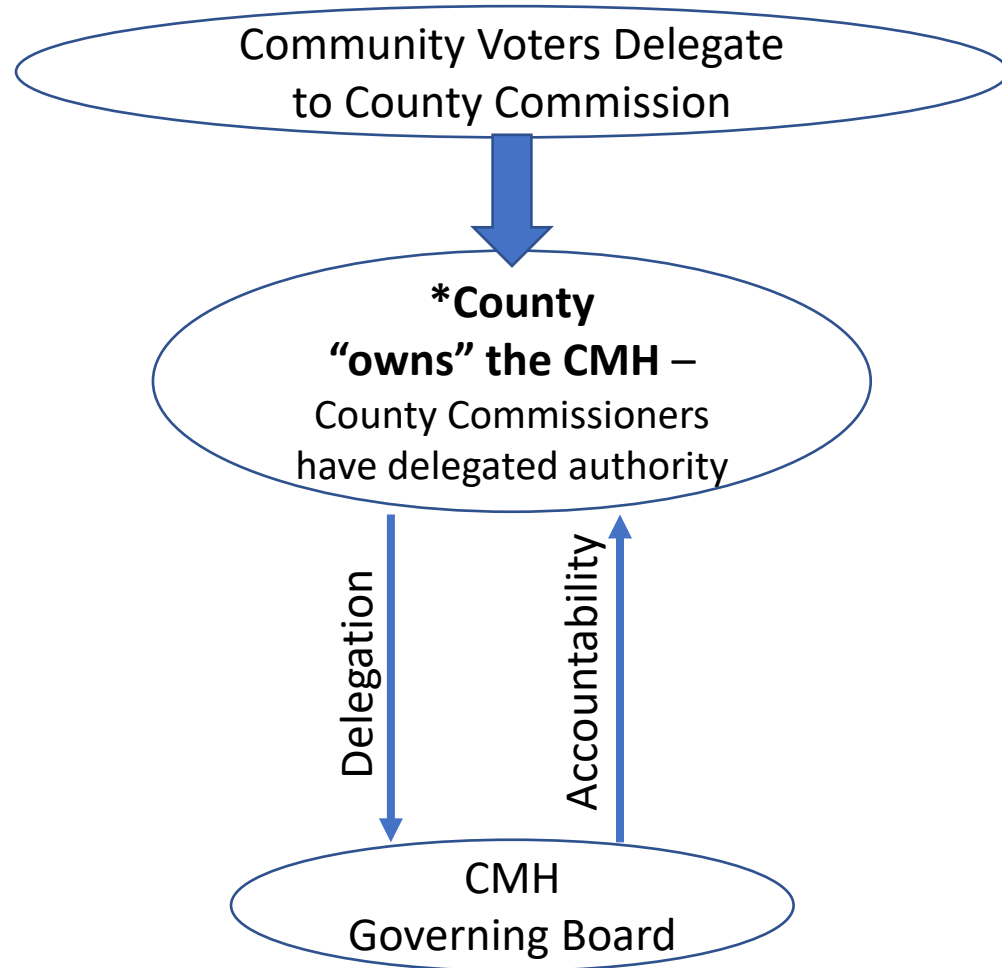 Community Voters Delegate
to County Commission
*County
“owns” the CMH –
County Commissioners
have delegated authority
Delegation
Accountability
CMH
Governing Board